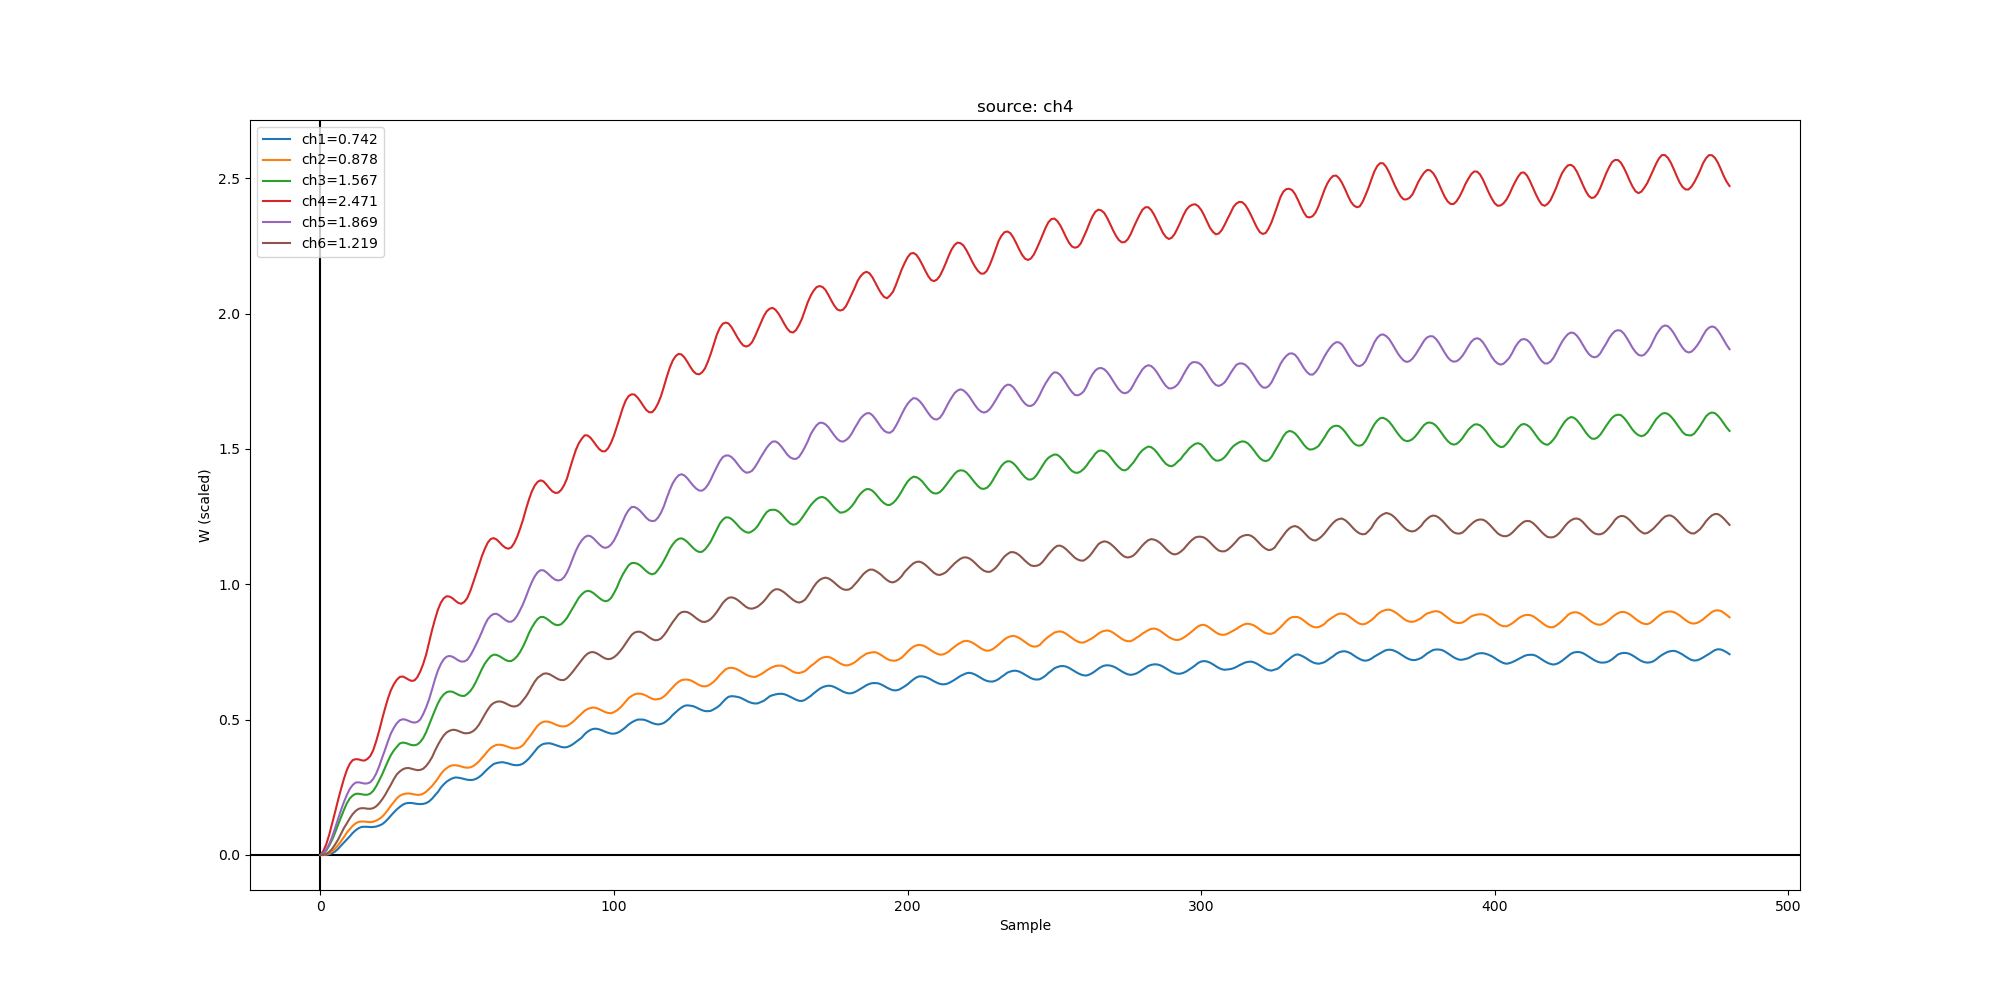 source: ch4
ch1=0.742
ch2=0.878
ch3=1.567
ch4=2.471
ch5=1.869
ch6=1.219
2.5
2.0
1.5
1.0
0.5
0.0
W (scaled)
0 100 200 300 400 500
Sample